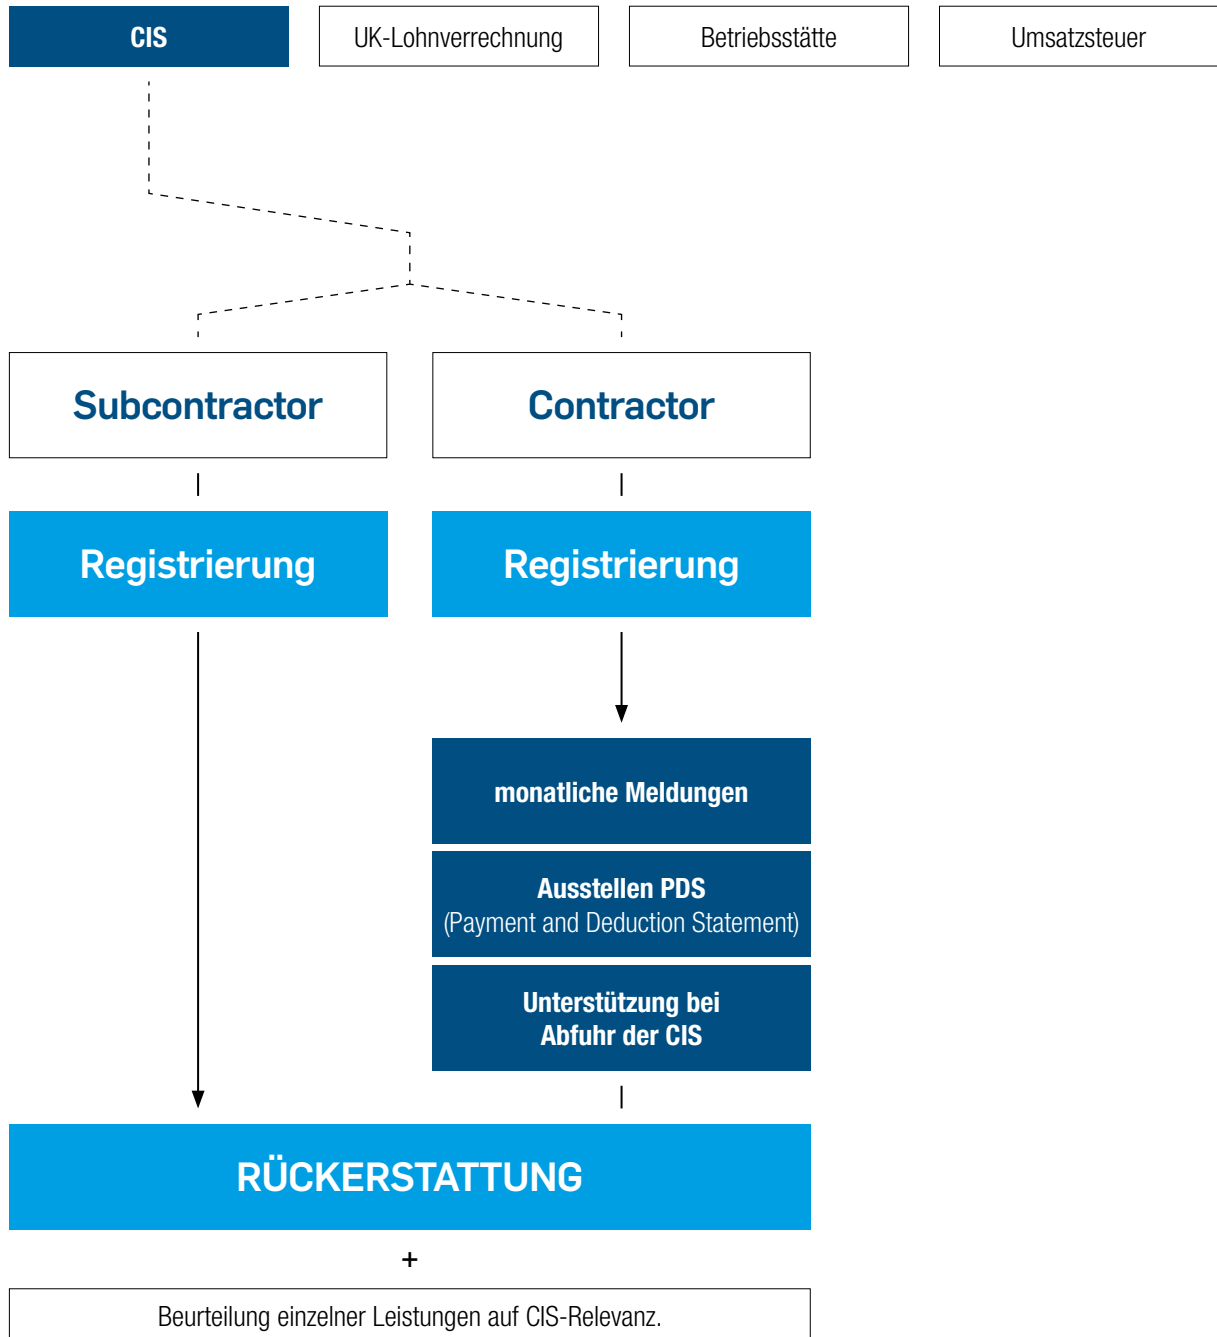 CIS
UK-Lohnverrechnung
Betriebsstätte
Umsatzsteuer
Subcontractor
Contractor
Registrierung
Registrierung
monatliche Meldungen
Ausstellen PDS
(Payment and Deduction Statement)
Unterstützung bei
Abfuhr der CIS
RÜCKERSTATTUNG
+
Beurteilung einzelner Leistungen auf CIS-Relevanz.